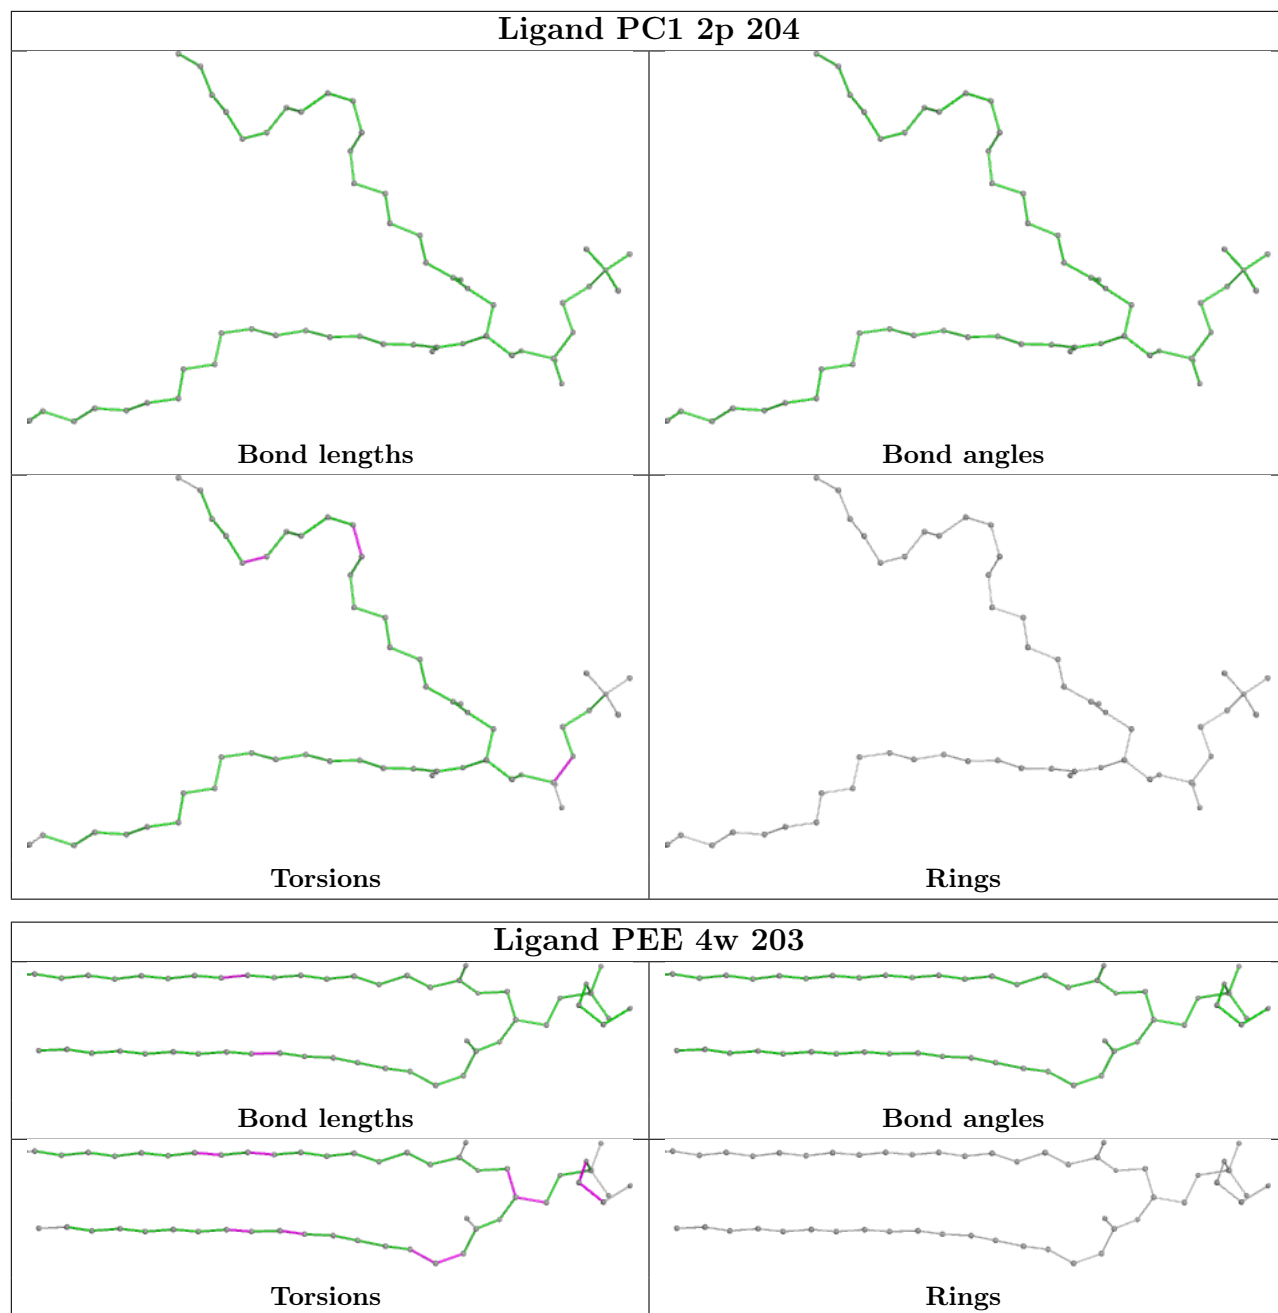 Ligand PC1 2p 204
Bond lengths
Bond angles
Torsions
Rings
Ligand PEE 4w 203
Bond lengths
Bond angles
Torsions
Rings